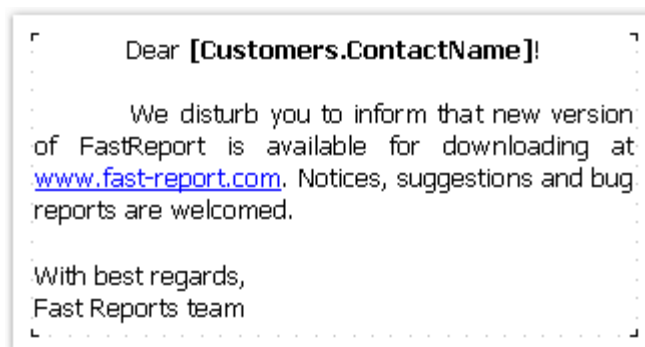 Dear [Customers.ContactName]!
We disturb you to inform that new version
of FastReport is available for downloading at
www.fast-report.com. Notices, suggestions and bug
reports are welcomed.
With best regards,
Fast Reports team